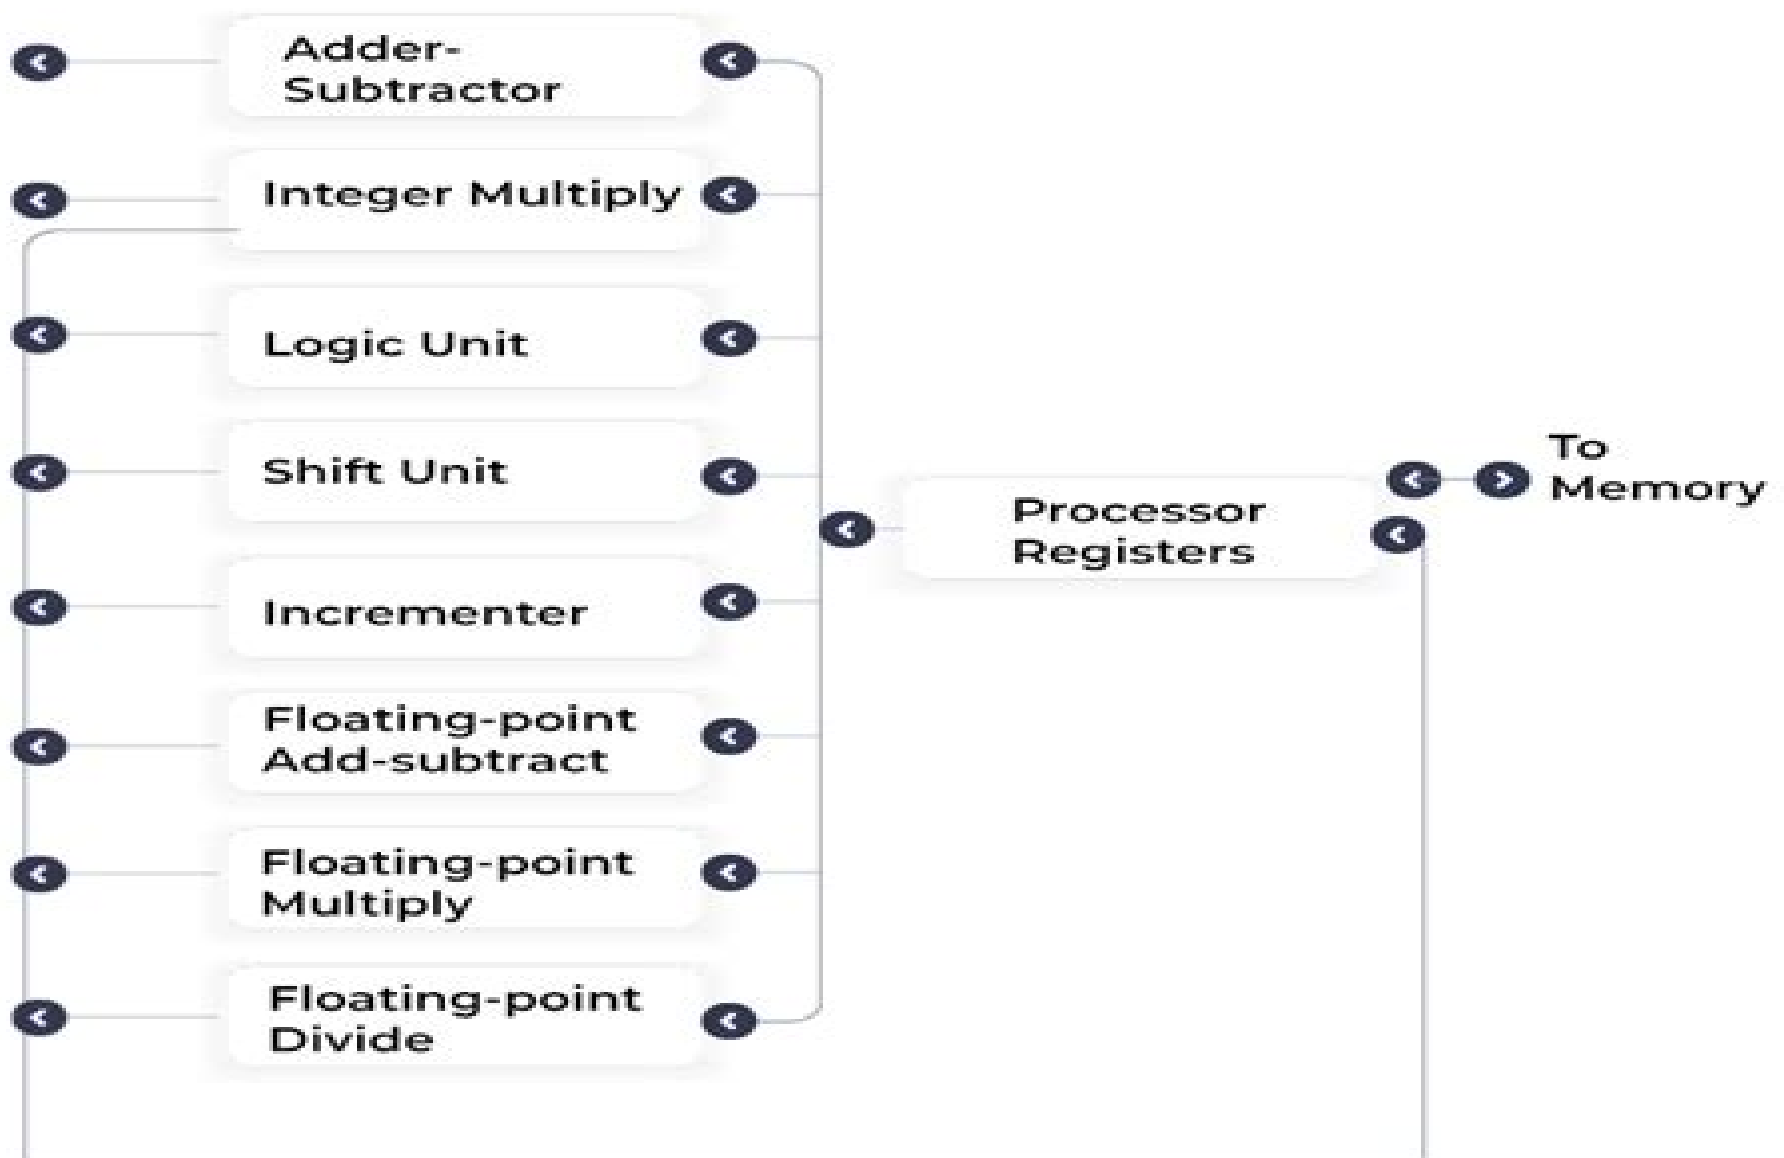 Adder-
Subtractor
Integer Multiply
Logic Unit
Shift Unit
Incrementer
Floating-point
Add-subtract
Floating-point
Multiply
Floating-point
Divide
Processor
Registers
To
Memory